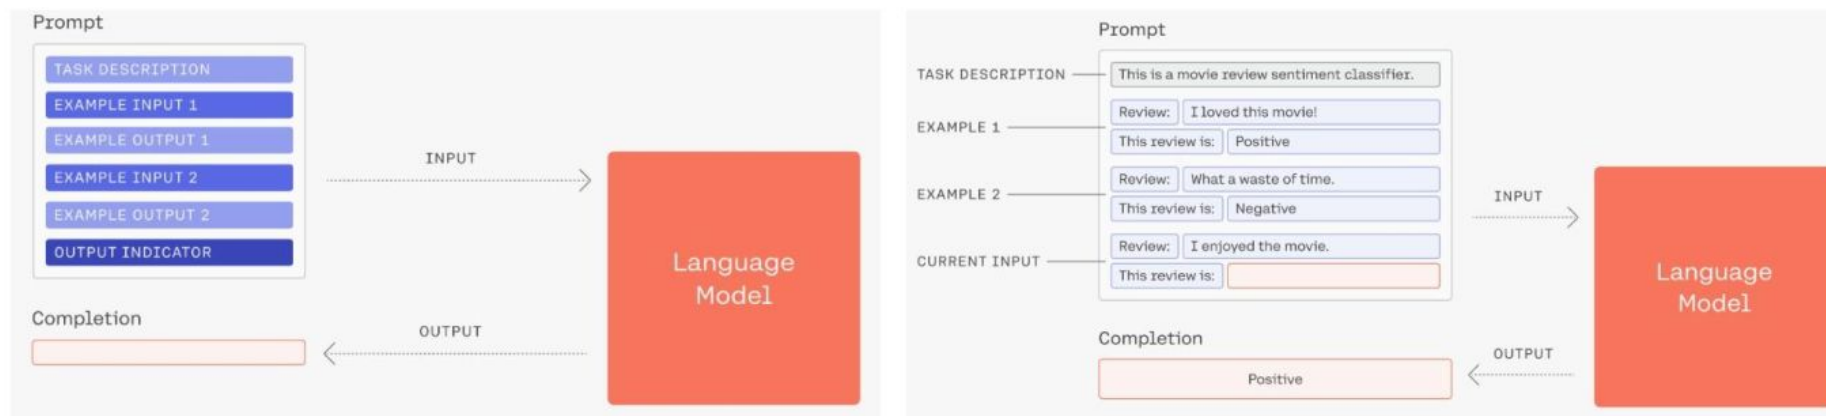 Prompt
TASK DESCRIPTION
EXAMPLE INPUT 1
EXAMPLE OUTPUT 1
EXAMPLE INPUT 2
EXAMPLE OUTPUT 2
OUTPUT INDICATOR
INPUT
Language
Model
Completion
OUTPUT
Prompt
TASK DESCRIPTION This is a movie review sentiment classifier.
Review: I loved this movie!
EXAMPLE 1
This review is: Positive
Review: What a waste of time.
EXAMPLE 2
This review is: Negative
Review: I enjoyed the movie.
CURRENT INPUT
This review is:
INPUT
Language
Model
Completion
OUTPUT
Positive